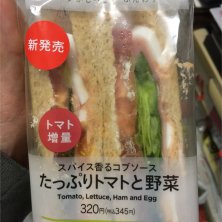 新発売
トマト
増量
スパイス香るコブソース
たっぷりトマトと野菜
Tomato, Lettuce, Ham and Egg
320円(税込345円)